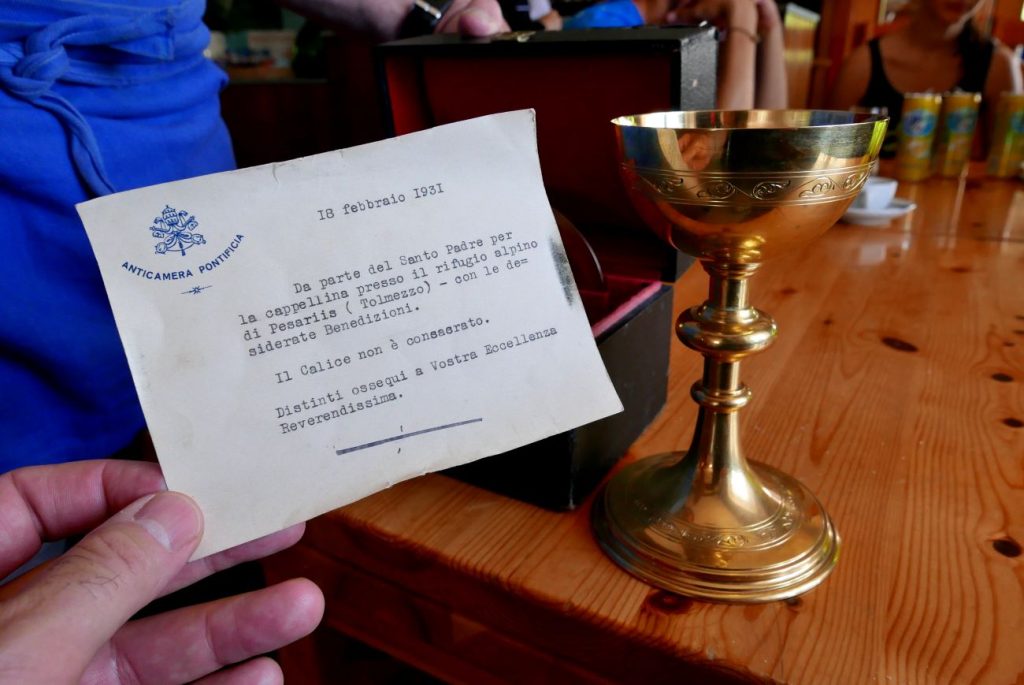 18 febbraio 1931
ANTICAMERA PONTIFICIA
Da parte del Santo Padre per
la cappellina presso il rifugio alpino
di Pesariis ( Tolmezzo) - con le de=
siderate Benedizioni.
Il Calice non è consacrato.
Distinti ossequi a Vostra Eccellenza
Reverendissima.